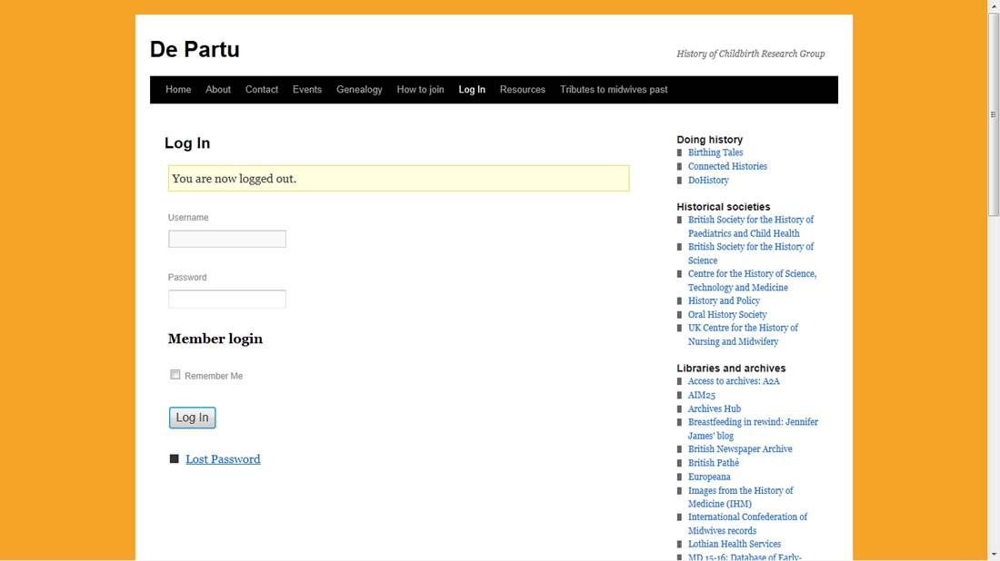 De Partu
History of Childbirth Research Group
Home About Contact Events Genealogy How to join Log In Resources Tributes to midwives past
Log In
You are now logged out.
Username
Password
Member login
Remember Me
Log In
Lost Password
Doing history
Birthing Tales
Connected Histories
DoHistory
Historical societies
British Society for the History of
Paediatrics and Child Health
British Society for the History of
Science
Centre for the History of Science,
Technology and Medicine
History and Policy
Oral History Society
UK Centre for the History of
Nursing and Midwifery
Libraries and archives
Access to archives: A2A
AIM25
Archives Hub
Breastfeeding in rewind: Jennifer
James' blog
British Newspaper Archive
British Pathé
Europeana
Images from the History of
Medicine (IHM)
International Confederation of
Midwives records
Lothian Health Services
MD 15-16: Database of Early-